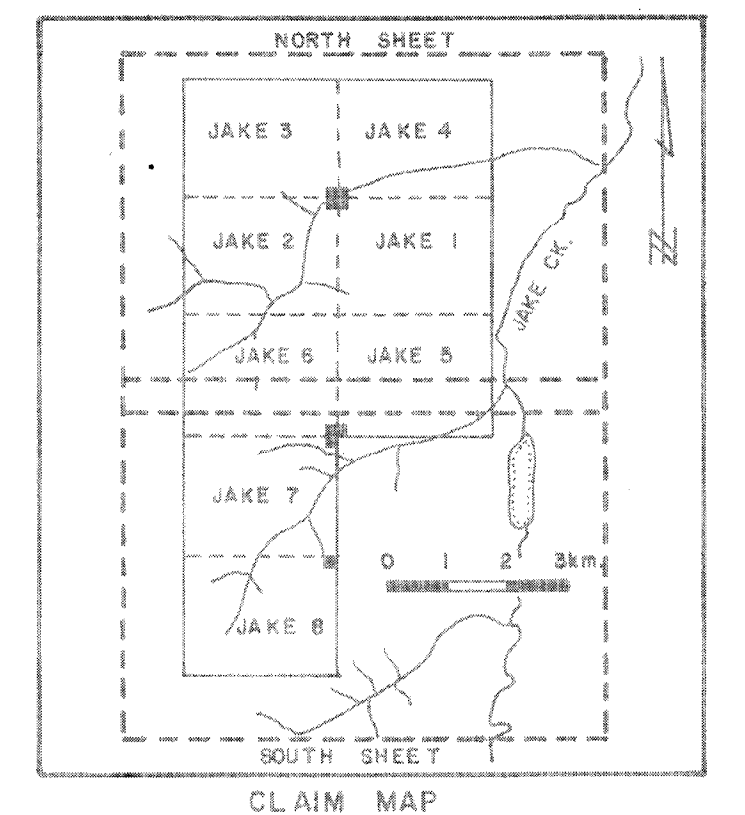 NORTH SHEET
JAKE 3
JAKE 4
JAKE 2
JAKE 1
JAKE CK.
JAKE 6
JAKE 5
JAKE 7
0 1 2 3km.
JAKE 8
SOUTH SHEET
CLAIM MAP